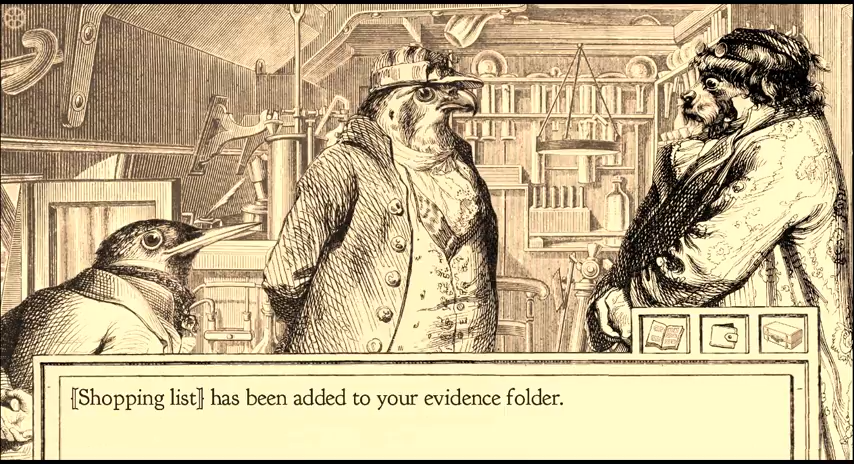 ⟦Shopping list⟧ has been added to your evidence folder.